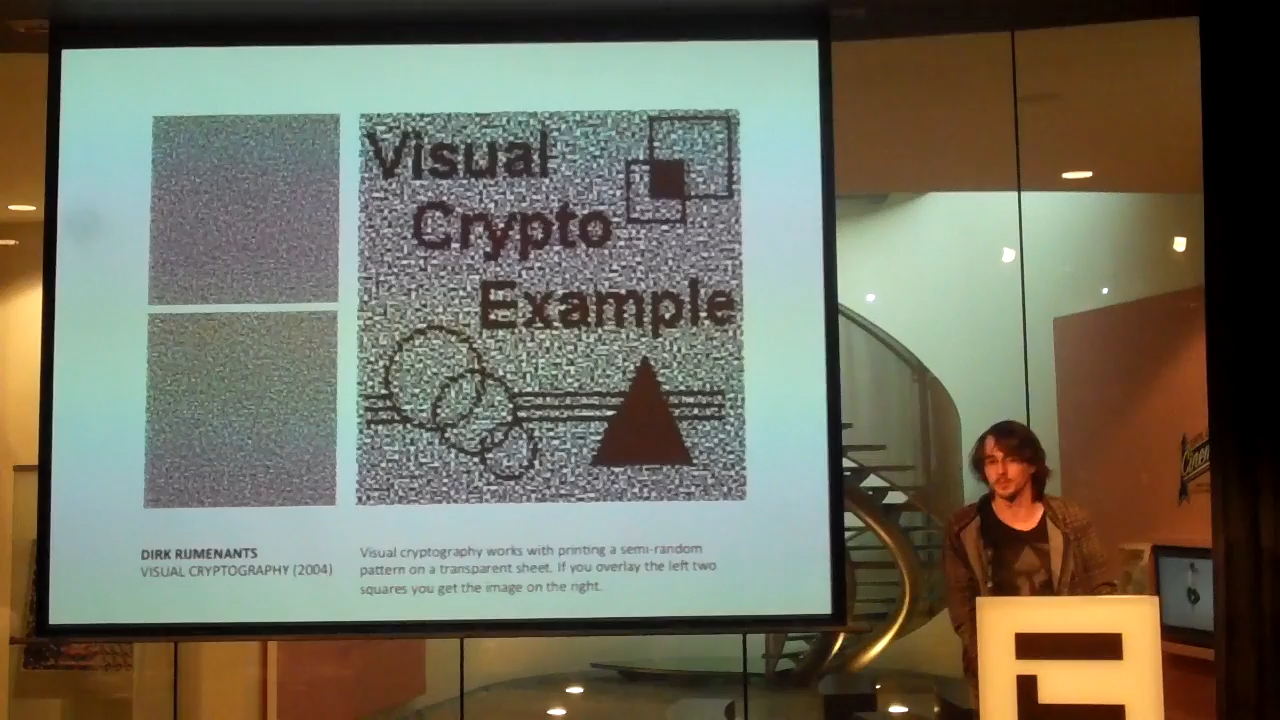 Visual
Crypto
Example
DIRK RIJMENANTS
VISUAL CRYPTOGRAPHY (2004)
Visual cryptography works with printing a semi-random
pattern on a transparent sheet. If you overlay the left two
squares you get the image on the right.